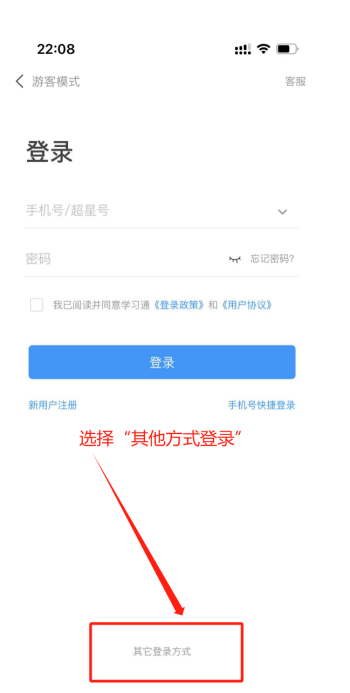 22:08
游客模式 客服
登录
手机号/超星号
密码 忘记密码?
我已阅读并同意学习通《登录政策》和《用户协议》
登录
新用户注册 手机号快捷登录
选择“其他方式登录“
其它登录方式